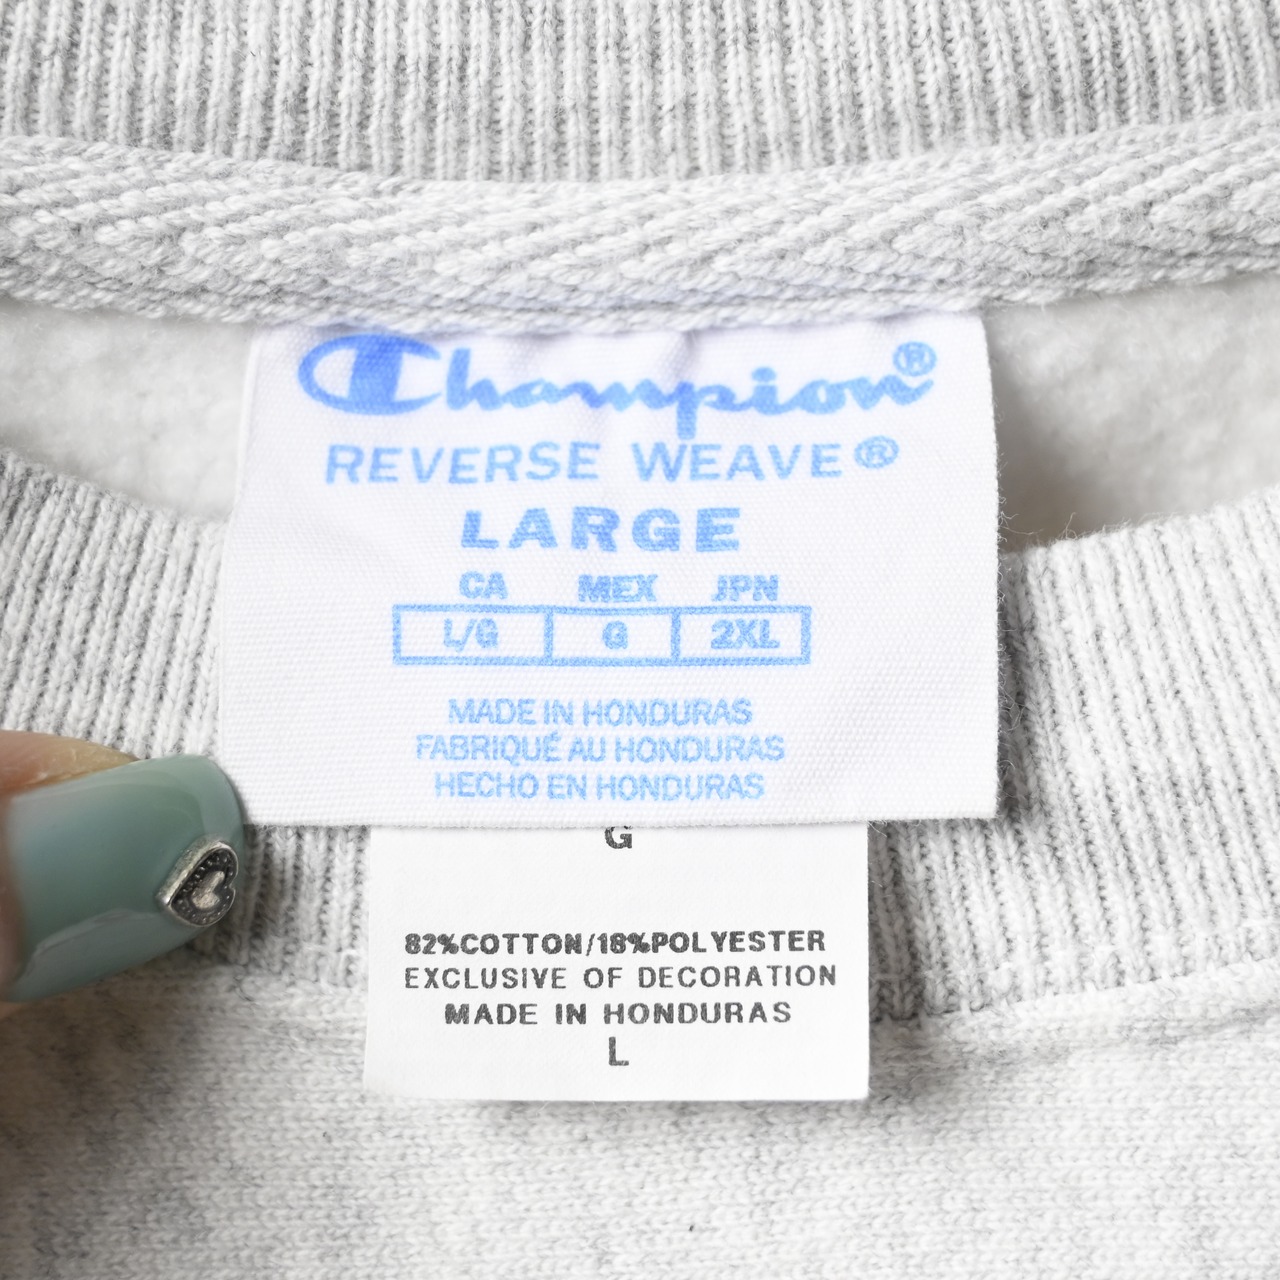 Champion®
REVERSE WEAVE®
LARGE
CA MEX JPN
L/G G 2XL
MADE IN HONDURAS
FABRIQUÉ AU HONDURAS
HECHO EN HONDURAS
G
82%COTTON/18%POLYESTER
EXCLUSIVE OF DECORATION
MADE IN HONDURAS
L